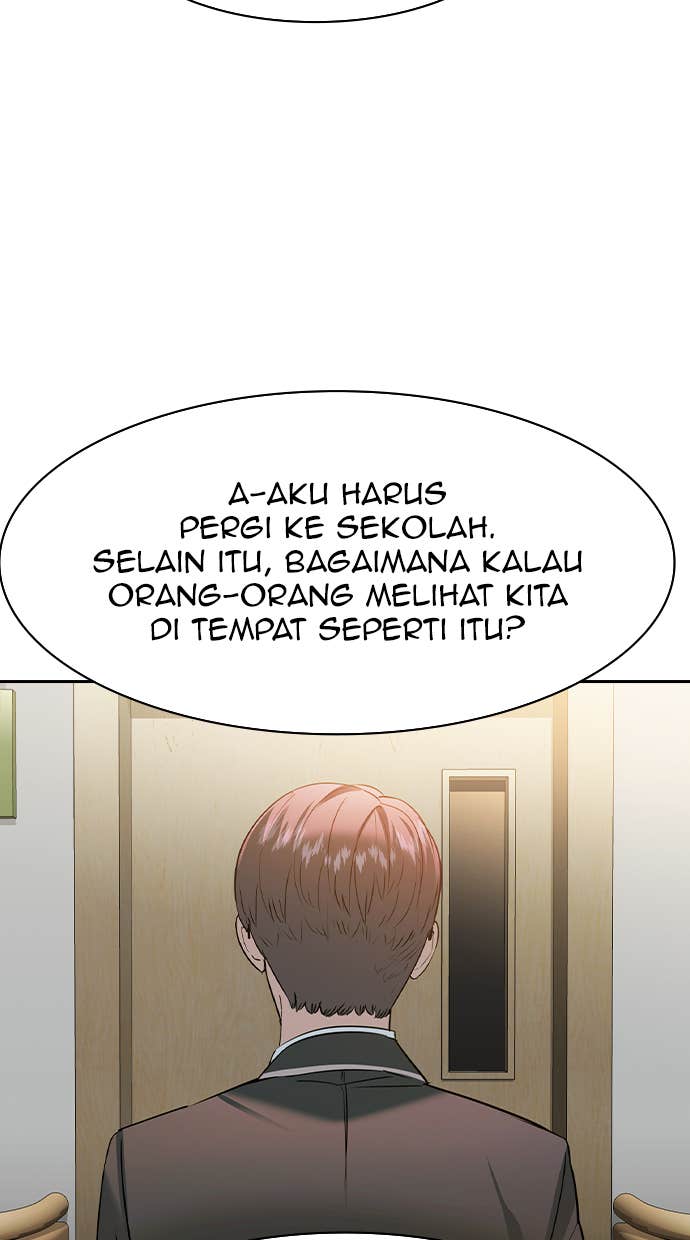 A-AKU HARUS
PERGI KE SEKOLAH.
SELAIN ITU, BAGAIMANA KALAU
ORANG-ORANG MELIHAT KITA
DI TEMPAT SEPERTI ITU?